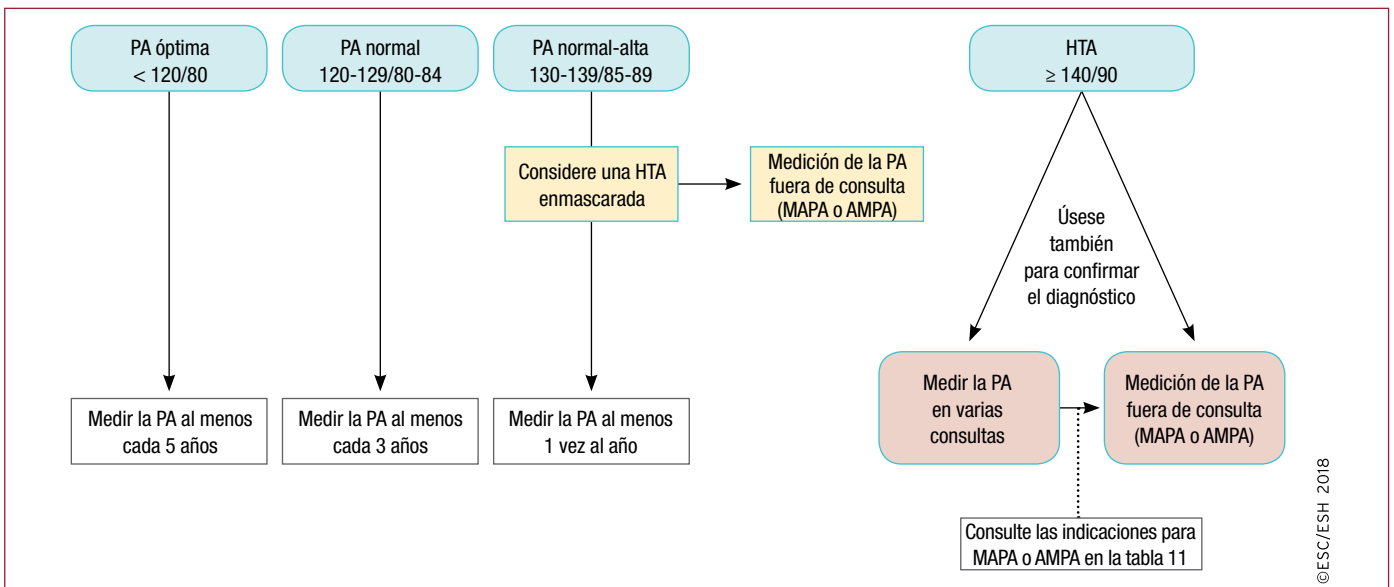 PA óptima
< 120/80
PA normal
120-129/80-84
PA normal-alta
130-139/85-89
HTA
≥ 140/90
Considere una HTA
enmascarada
Medición de la PA
fuera de consulta
(MAPA o AMPA)
Úsese
también
para confirmar
el diagnóstico
Medir la PA al menos
cada 5 años
Medir la PA al menos
cada 3 años
Medir la PA al menos
1 vez al año
Medir la PA
en varias
consultas
Medición de la PA
fuera de consulta
(MAPA o AMPA)
Consulte las indicaciones para
MAPA o AMPA en la tabla 11
©ESC/ESH 2018